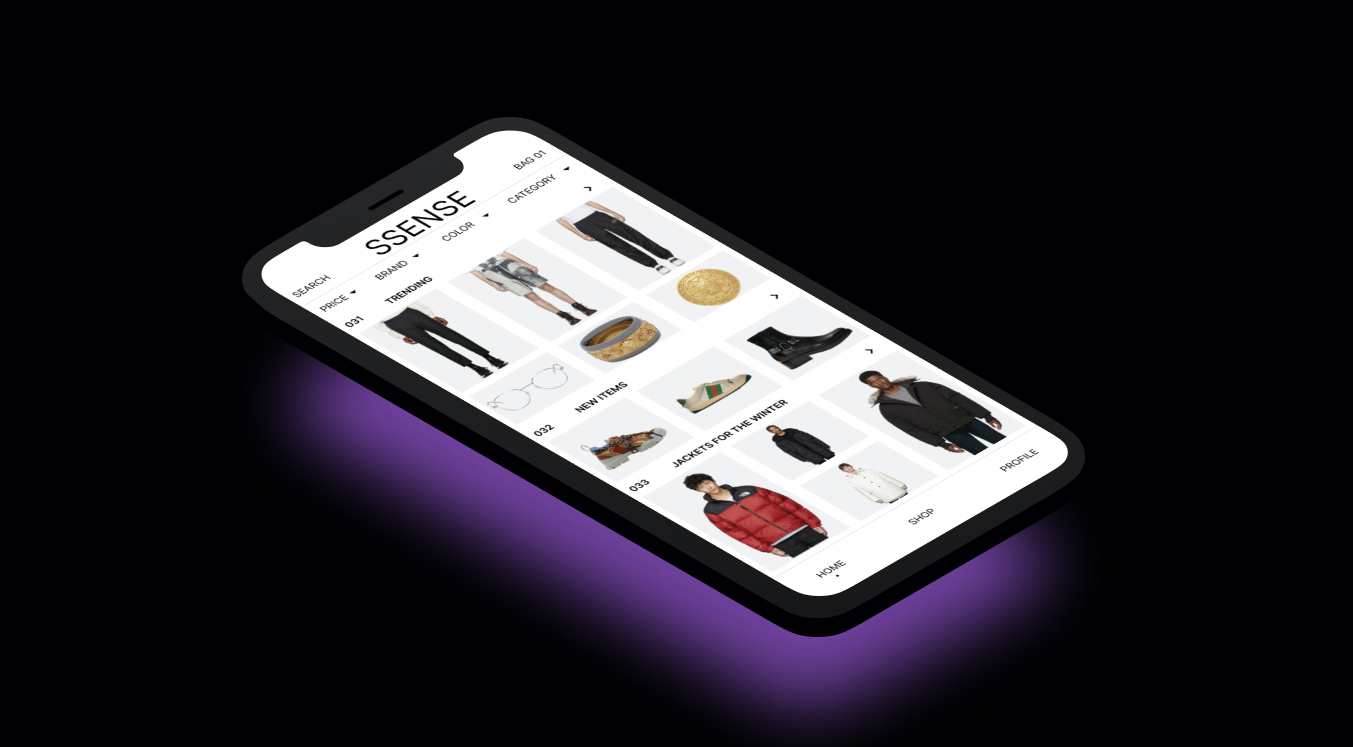 SEARCH SSENSE BAG 01
PRICE BRAND COLOR CATEGORY
031 TRENDING
032 NEW ITEMS
033 JACKETS FOR THE WINTER
HOME SHOP PROFILE